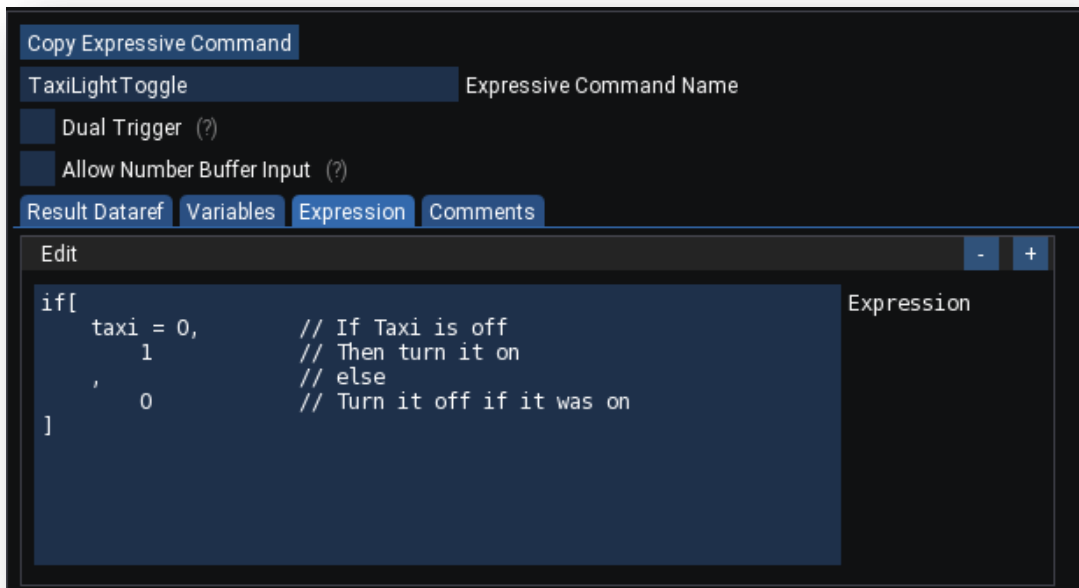 Copy Expressive Command
TaxiLightToggle Expressive Command Name
Dual Trigger (?)
Allow Number Buffer Input (?)
Result Dataref Variables Expression Comments
Edit - +
if[ Expression
taxi = 0, // If Taxi is off
1 // Then turn it on
, // else
0 // Turn it off if it was on
]